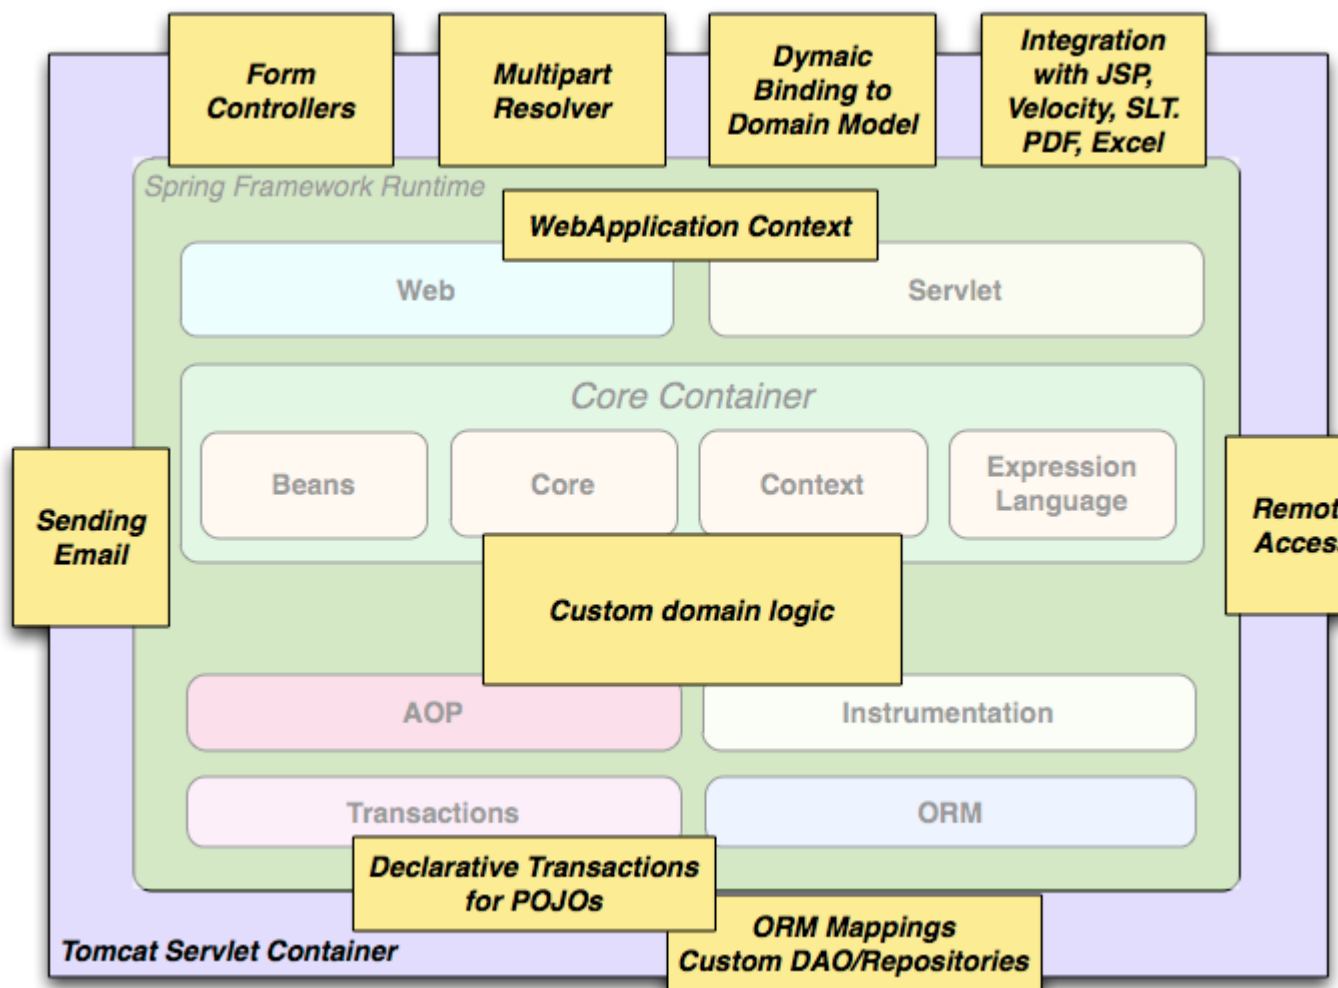 Form
Controllers
Multipart
Resolver
Dymaic
Binding to
Domain Model
Integration
with JSP,
Velocity, SLT.
PDF, Excel
Spring Framework Runtime
WebApplication Context
Web
Servlet
Core Container
Beans
Core
Context
Expression
Language
Sending
Email
Remot
Access
Custom domain logic
AOP
Instrumentation
Transactions
ORM
Declarative Transactions
for POJOs
ORM Mappings
Custom DAO/Repositories
Tomcat Servlet Container